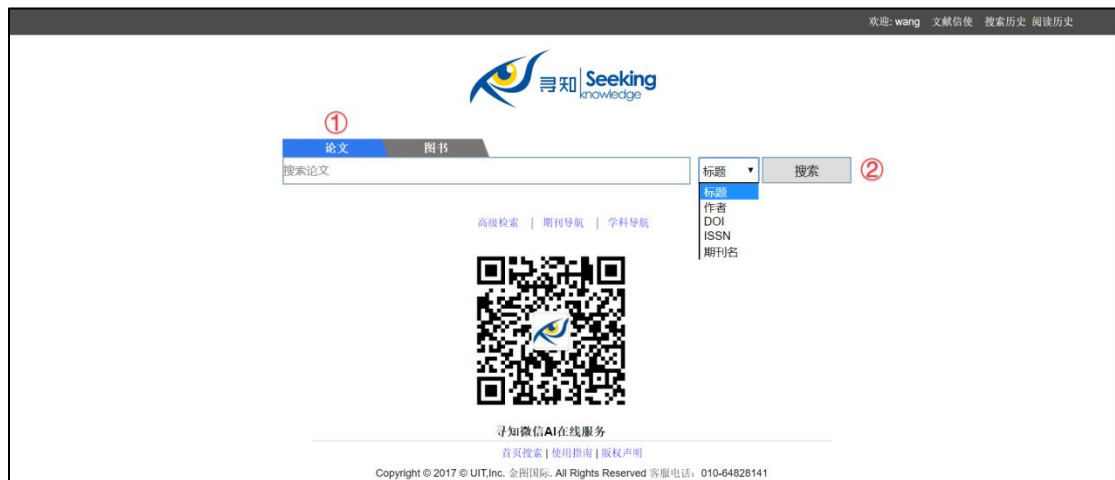 欢迎: wang 文献信使 搜索历史 阅读历史
寻知 Seeking
knowledge
①
论文 图书
搜索论文 标题 ▼ 搜索 ②
标题
作者
DOI
ISSN
期刊名
高级检索 | 期刊导航 | 学科导航
寻知微信AI在线服务
首页搜索 | 使用指南 | 版权声明
Copyright © 2017 © UIT,Inc. 金图国际. All Rights Reserved 客服电话：010-64828141